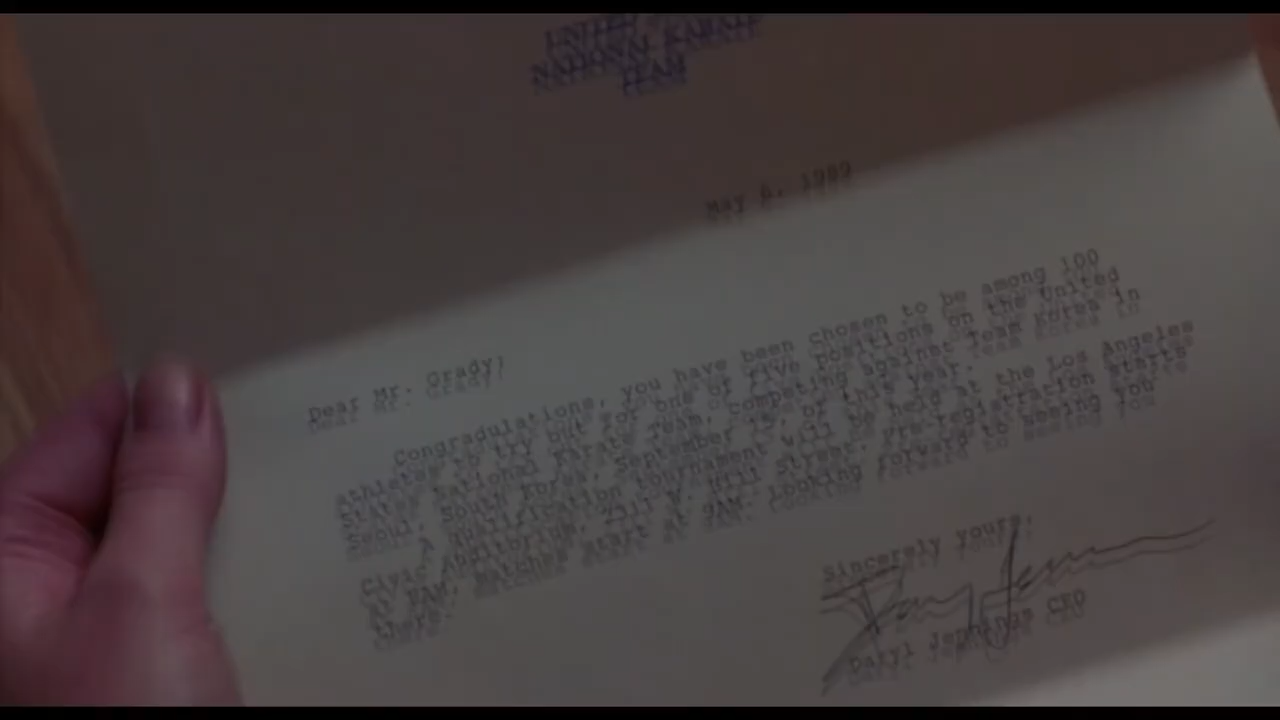 UNITED
NATIONAL KARATE
TEAM
May 6, 1989
Dear Mr. Grady)
Congradulations, you have been chosen to be among 100
athletes to try out for one of five positions on the United
States National Karate Team, competing against Team Korea in
Seoul, South Korea, September 15, of this year.
A qualification tournament will be held at the Los Angeles
Civic Auditorium, Hill Street. Pre-registration starts
at 8AM. Matches start at 9AM. Looking forward to seeing you
there.
Sincerely yours,
Daryl Jennings CEO